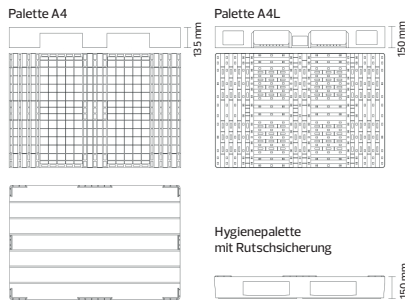 Palette A4
Palette A4L
135 mm
150 mm
Hygienepalette
mit Rutschsicherung
150 mm